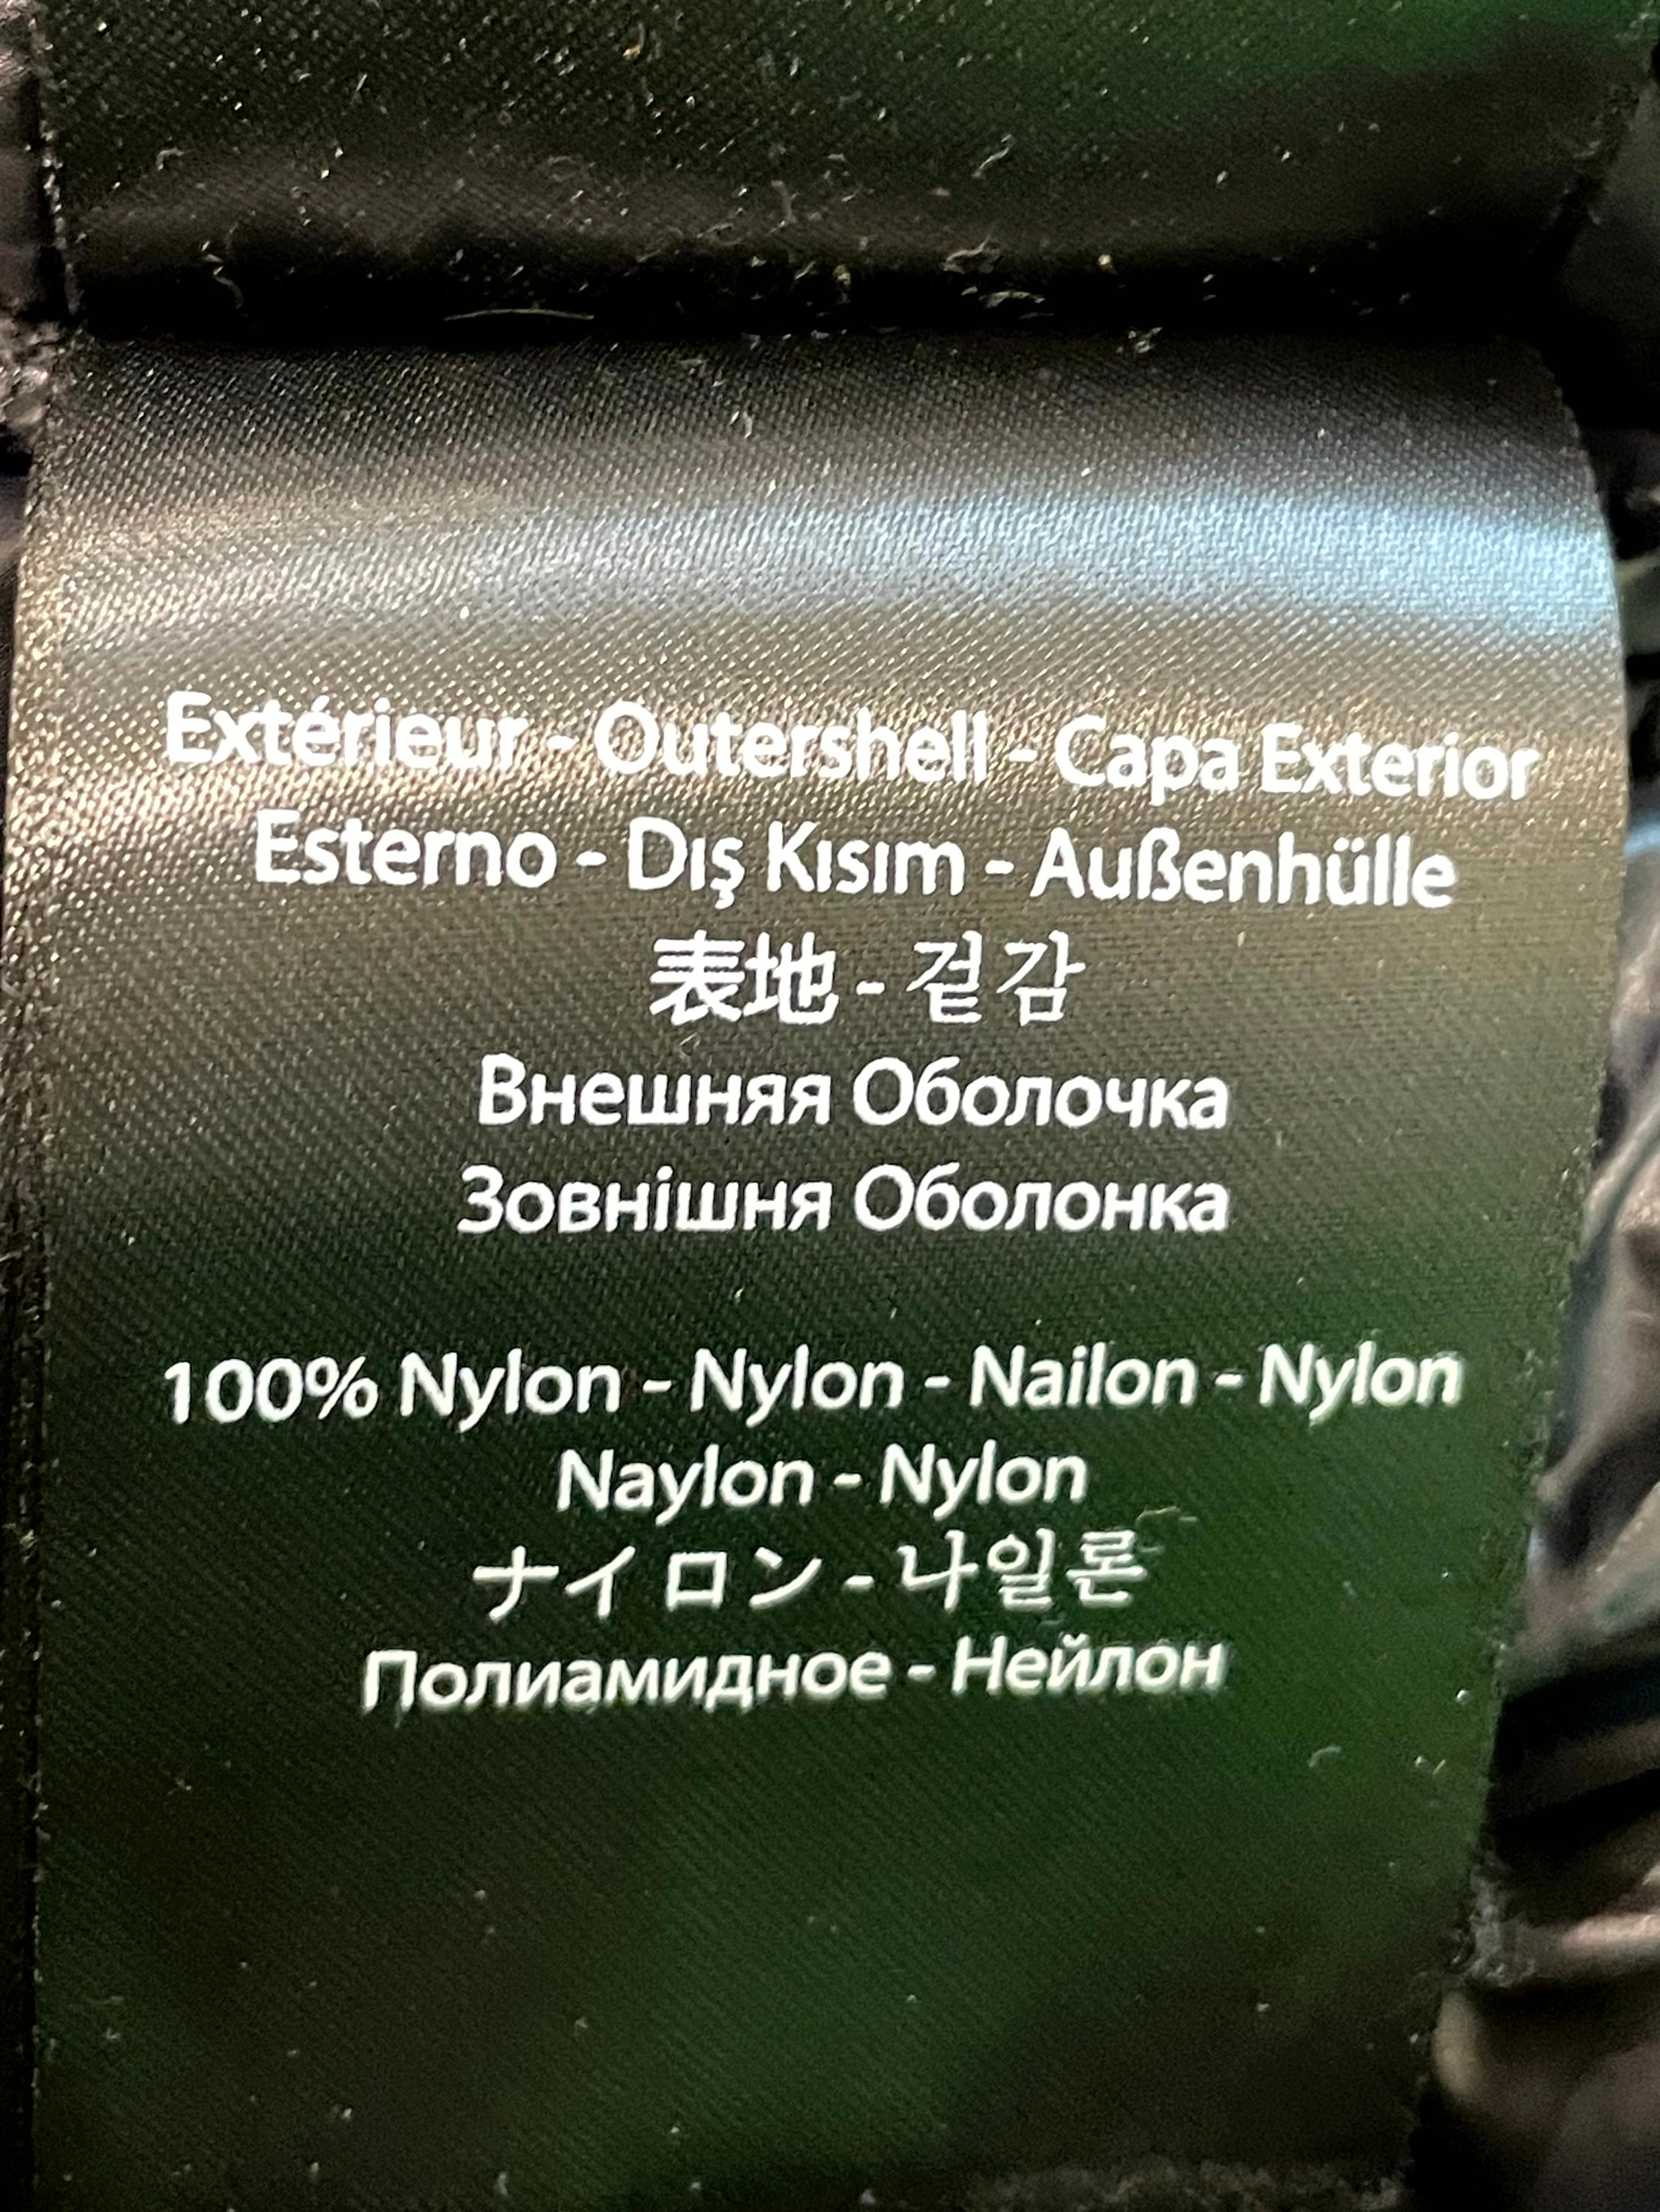 Extérieur - Outershell - Capa Exterior
Esterno - Dış Kısım - Außenhülle
表地 - 겉감
Внешняя Оболочка
Зовнішня Оболонка
100% Nylon - Nylon - Nailon - Nylon
Naylon - Nylon
ナイロン - 나일론
Полиамидное - Нейлон